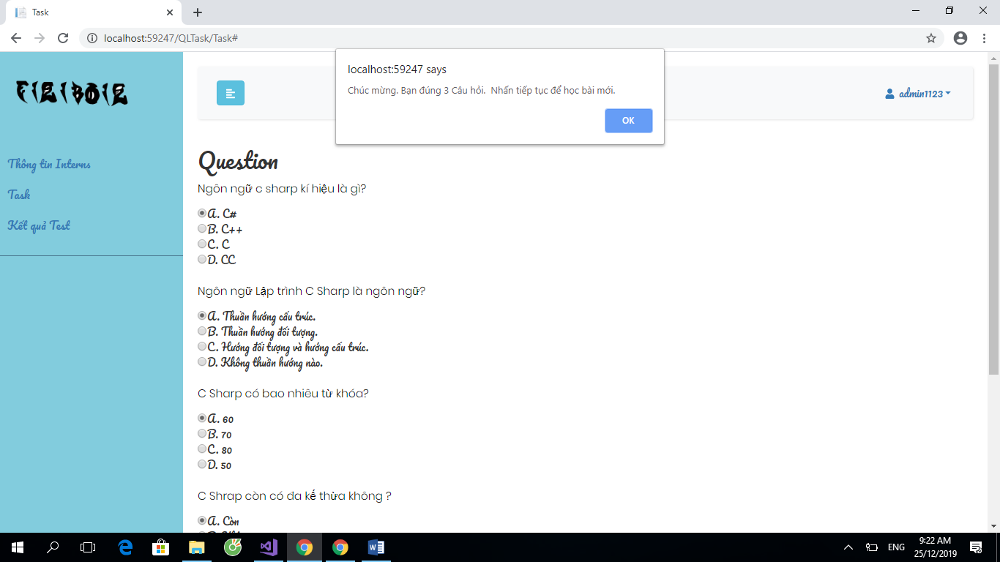 Task
localhost:59247/QLTask/Task#
localhost:59247 says
Chúc mừng. Bạn đúng 3 Câu hỏi. Nhấn tiếp tục để học bài mới.
OK
admin1123
Thông tin Interns
Task
Kết quả Test
Question
Ngôn ngữ c sharp kí hiệu là gì?
A. C#
B. C++
C. C
D. CC
Ngôn ngữ Lập trình C Sharp là ngôn ngữ?
A. Thuần hướng cấu trúc.
B. Thuần hướng đối tượng.
C. Hướng đối tượng và hướng cấu trúc.
D. Không thuần hướng nào.
C Sharp có bao nhiêu từ khóa?
A. 60
B. 70
C. 80
D. 50
C Shrap còn có đa kế thừa không ?
A. Còn
ENG
9:22 AM
25/12/2019